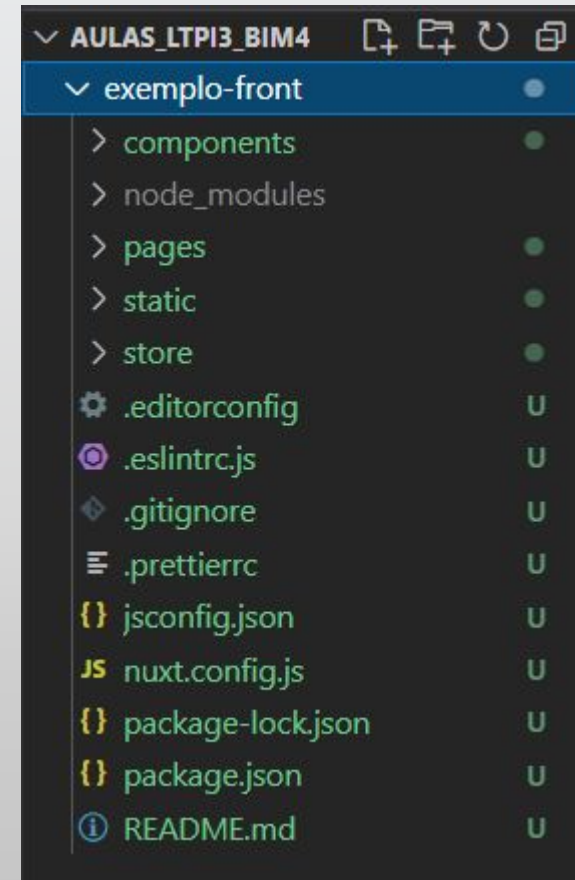 AULAS_LTPI3_BIM4
exemplo-front
components
node_modules
pages
static
store
.editorconfig U
.eslintrc.js U
.gitignore U
.prettierrc U
{} jsconfig.json U
JS nuxt.config.js U
{} package-lock.json U
{} package.json U
README.md U